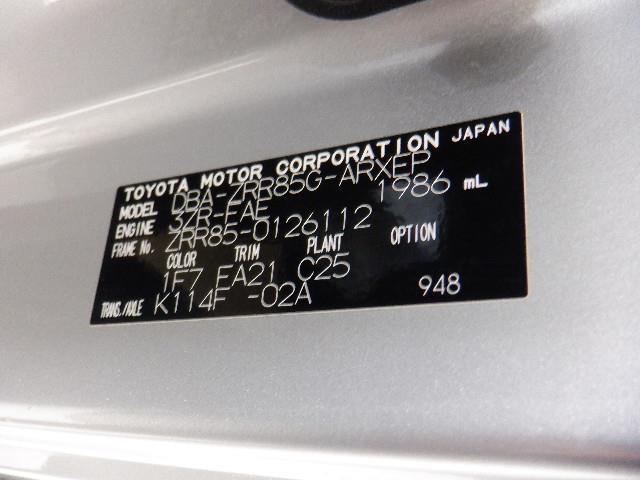 TOYOTA MOTOR CORPORATION JAPAN
MODEL DBA-ZRR85G-ARXEP
ENGINE 3ZR-FAE 1986 mL
FRAME No. ZRR85-0126112
COLOR TRIM PLANT OPTION
1F7 FA21 C25
TRANS./AXLE K114F -02A 948